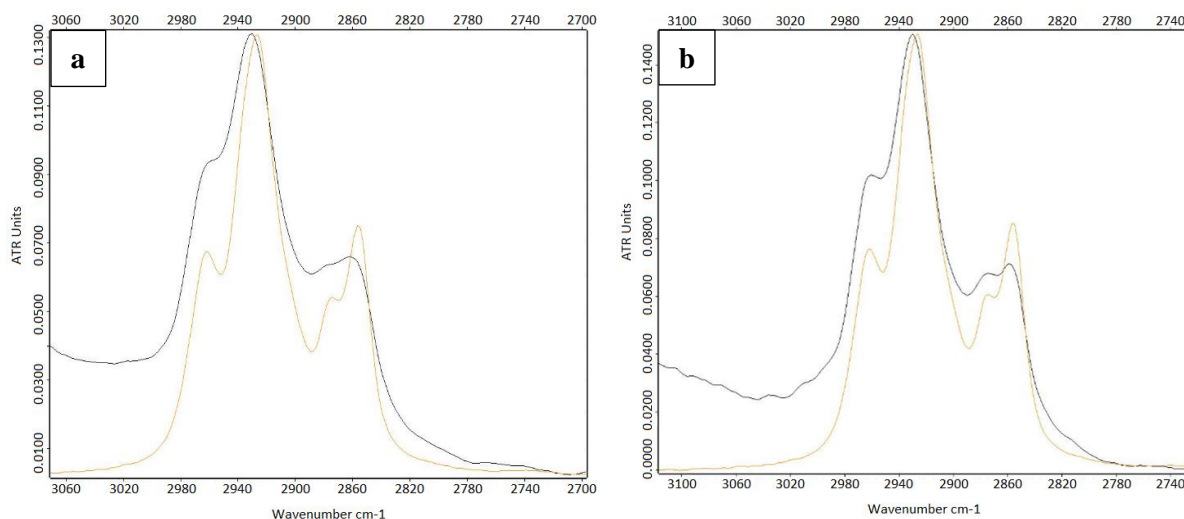 3060 3020 2980 2940 2900 2860 2820 2780 2740 2700
a
ATR Units
0.0100 0.0300 0.0500 0.0700 0.0900 0.1100 0.1300
3060 3020 2980 2940 2900 2860 2820 2780 2740 2700
Wavenumber cm-1
3100 3060 3020 2980 2940 2900 2860 2820 2780 2740
b
ATR Units
0.0000 0.0200 0.0400 0.0600 0.0800 0.1000 0.1200 0.1400
3100 3060 3020 2980 2940 2900 2860 2820 2780 2740
Wavenumber cm-1